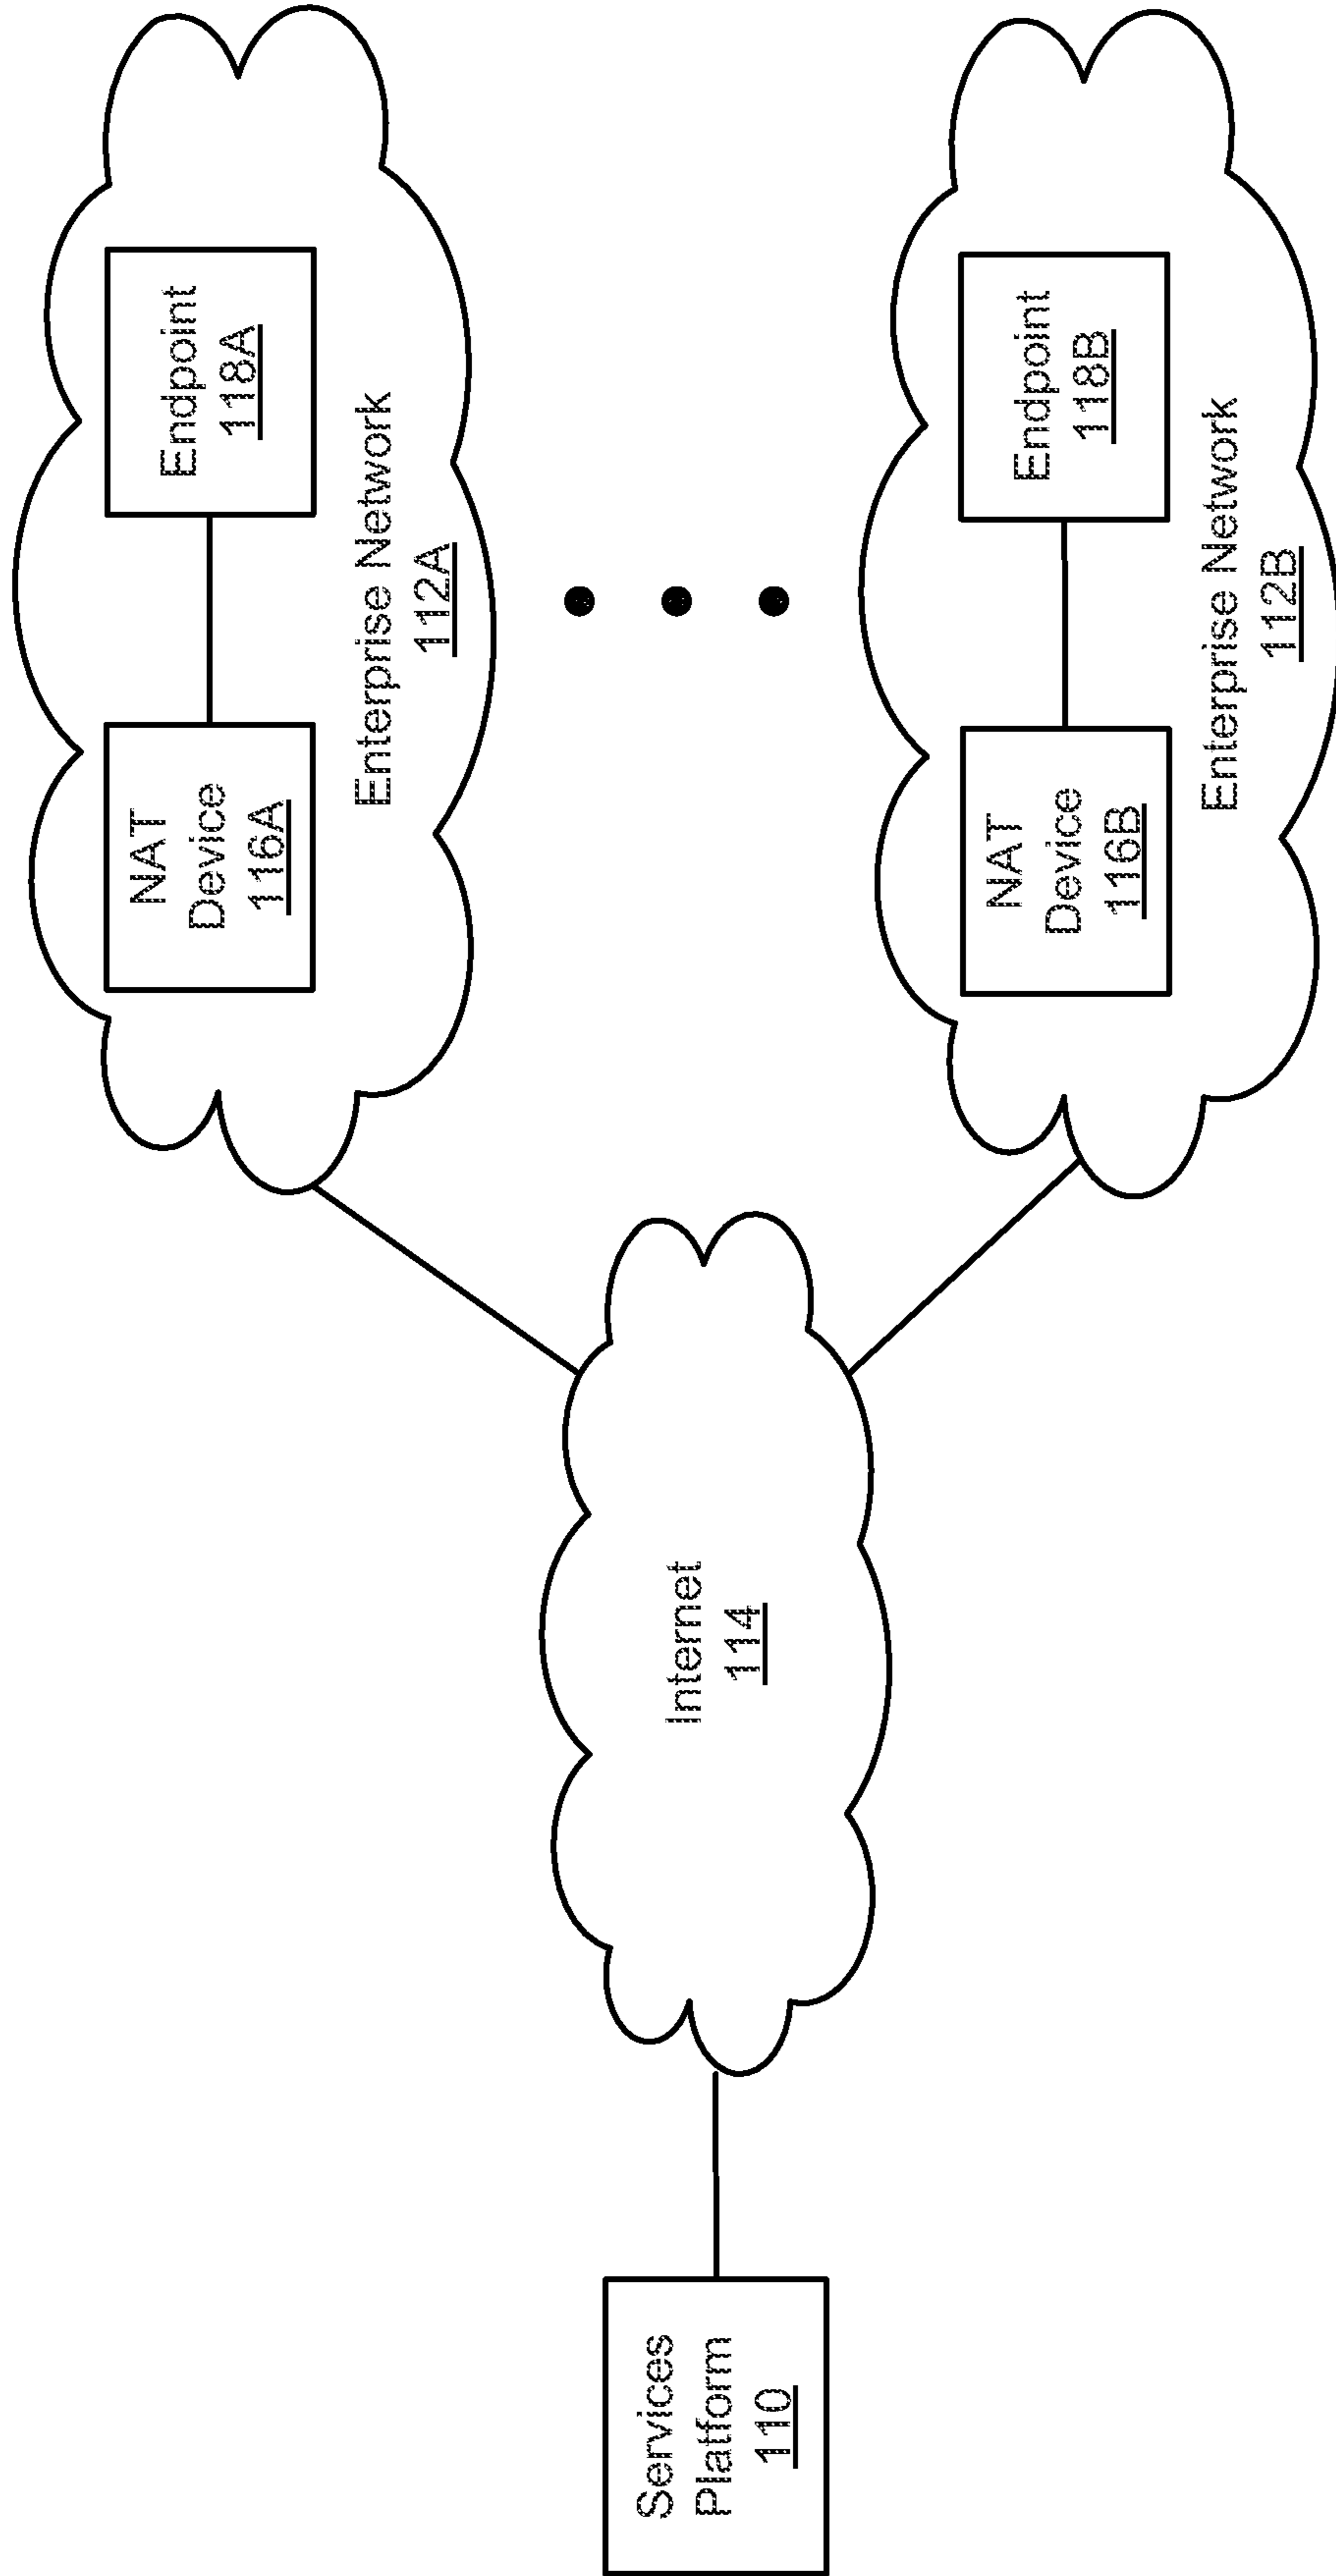 Services
Platform
110
Internet
114
NAT
Device
116A
Endpoint
118A
Enterprise Network
112A
NAT
Device
116B
Endpoint
118B
Enterprise Network
112B